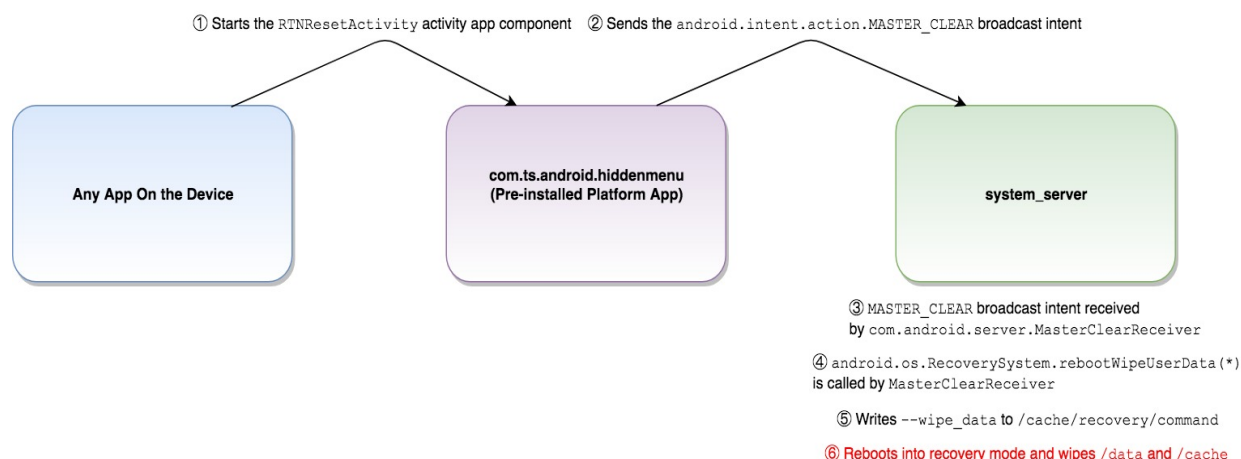 ① Starts the RTNResetActivity activity app component
② Sends the android.intent.action.MASTER_CLEAR broadcast intent
Any App On the Device
com.ts.android.hiddenmenu
(Pre-installed Platform App)
system_server
③ MASTER_CLEAR broadcast intent received
by com.android.server.MasterClearReceiver
④ android.os.RecoverySystem.rebootWipeUserData(*)
is called by MasterClearReceiver
⑤ Writes --wipe_data to /cache/recovery/command
⑥ Reboots into recovery mode and wipes /data and /cache